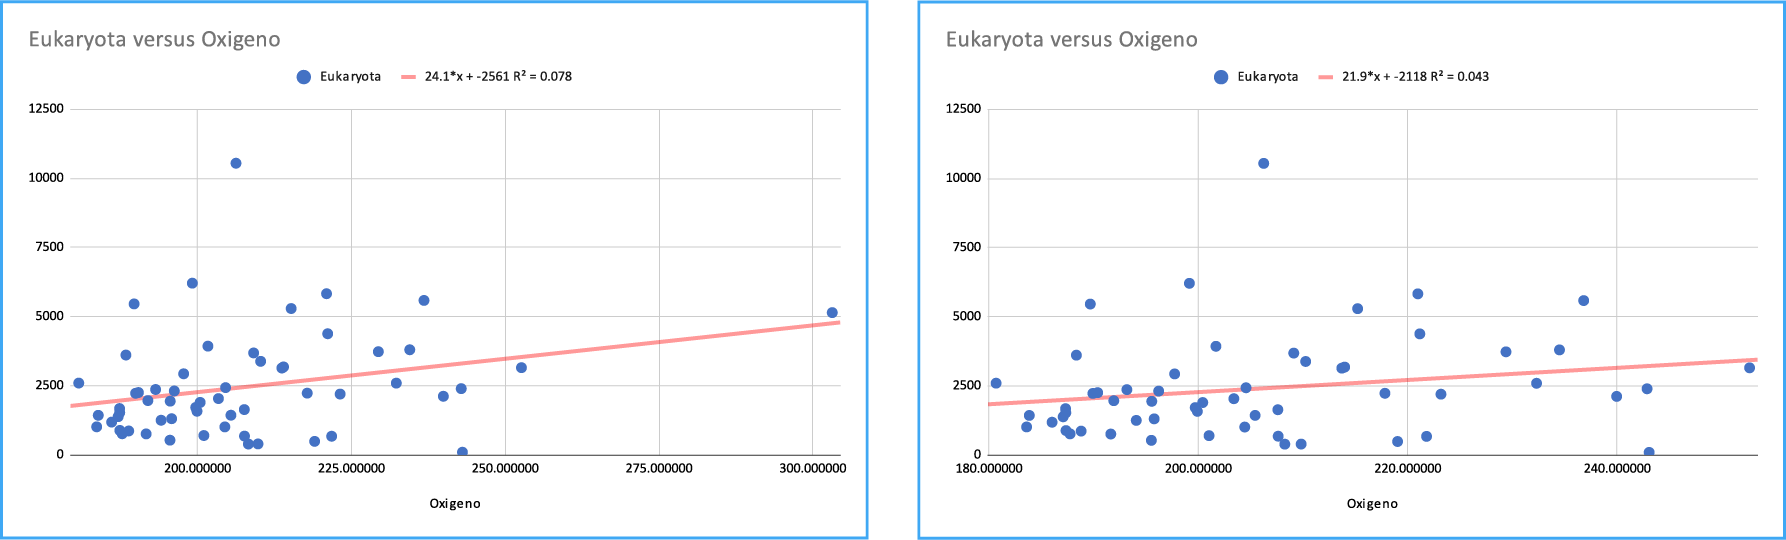 Eukaryota versus Oxigeno
Eukaryota 24.1*x + -2561 R² = 0.078
12500
10000
7500
5000
2500
0
200.000000 225.000000 250.000000 275.000000 300.000000
Oxigeno
Eukaryota versus Oxigeno
Eukaryota 21.9*x + -2118 R² = 0.043
12500
10000
7500
5000
2500
0
180.000000 200.000000 220.000000 240.000000
Oxigeno